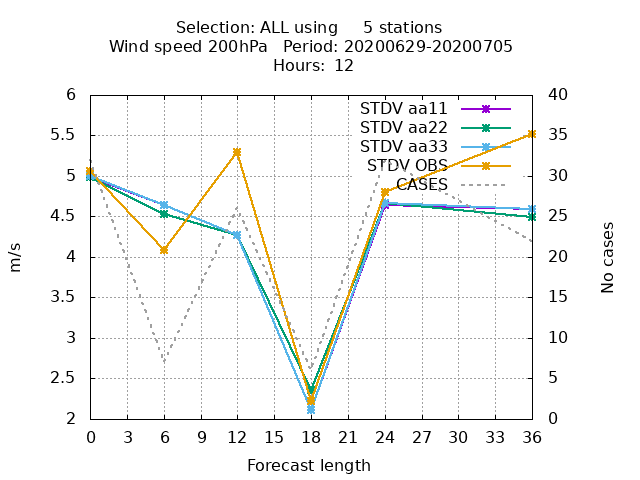 Selection: ALL using     5 stations
Wind speed 200hPa   Period: 20200629-20200705
Hours: 12
6
5.5
5
4.5
4
3.5
3
2.5
2
40
35
30
25
20
15
10
5
0
STDV aa11
STDV aa22
STDV aa33
STDV OBS
CASES
m/s
No cases
0 3 6 9 12 15 18 21 24 27 30 33 36
Forecast length